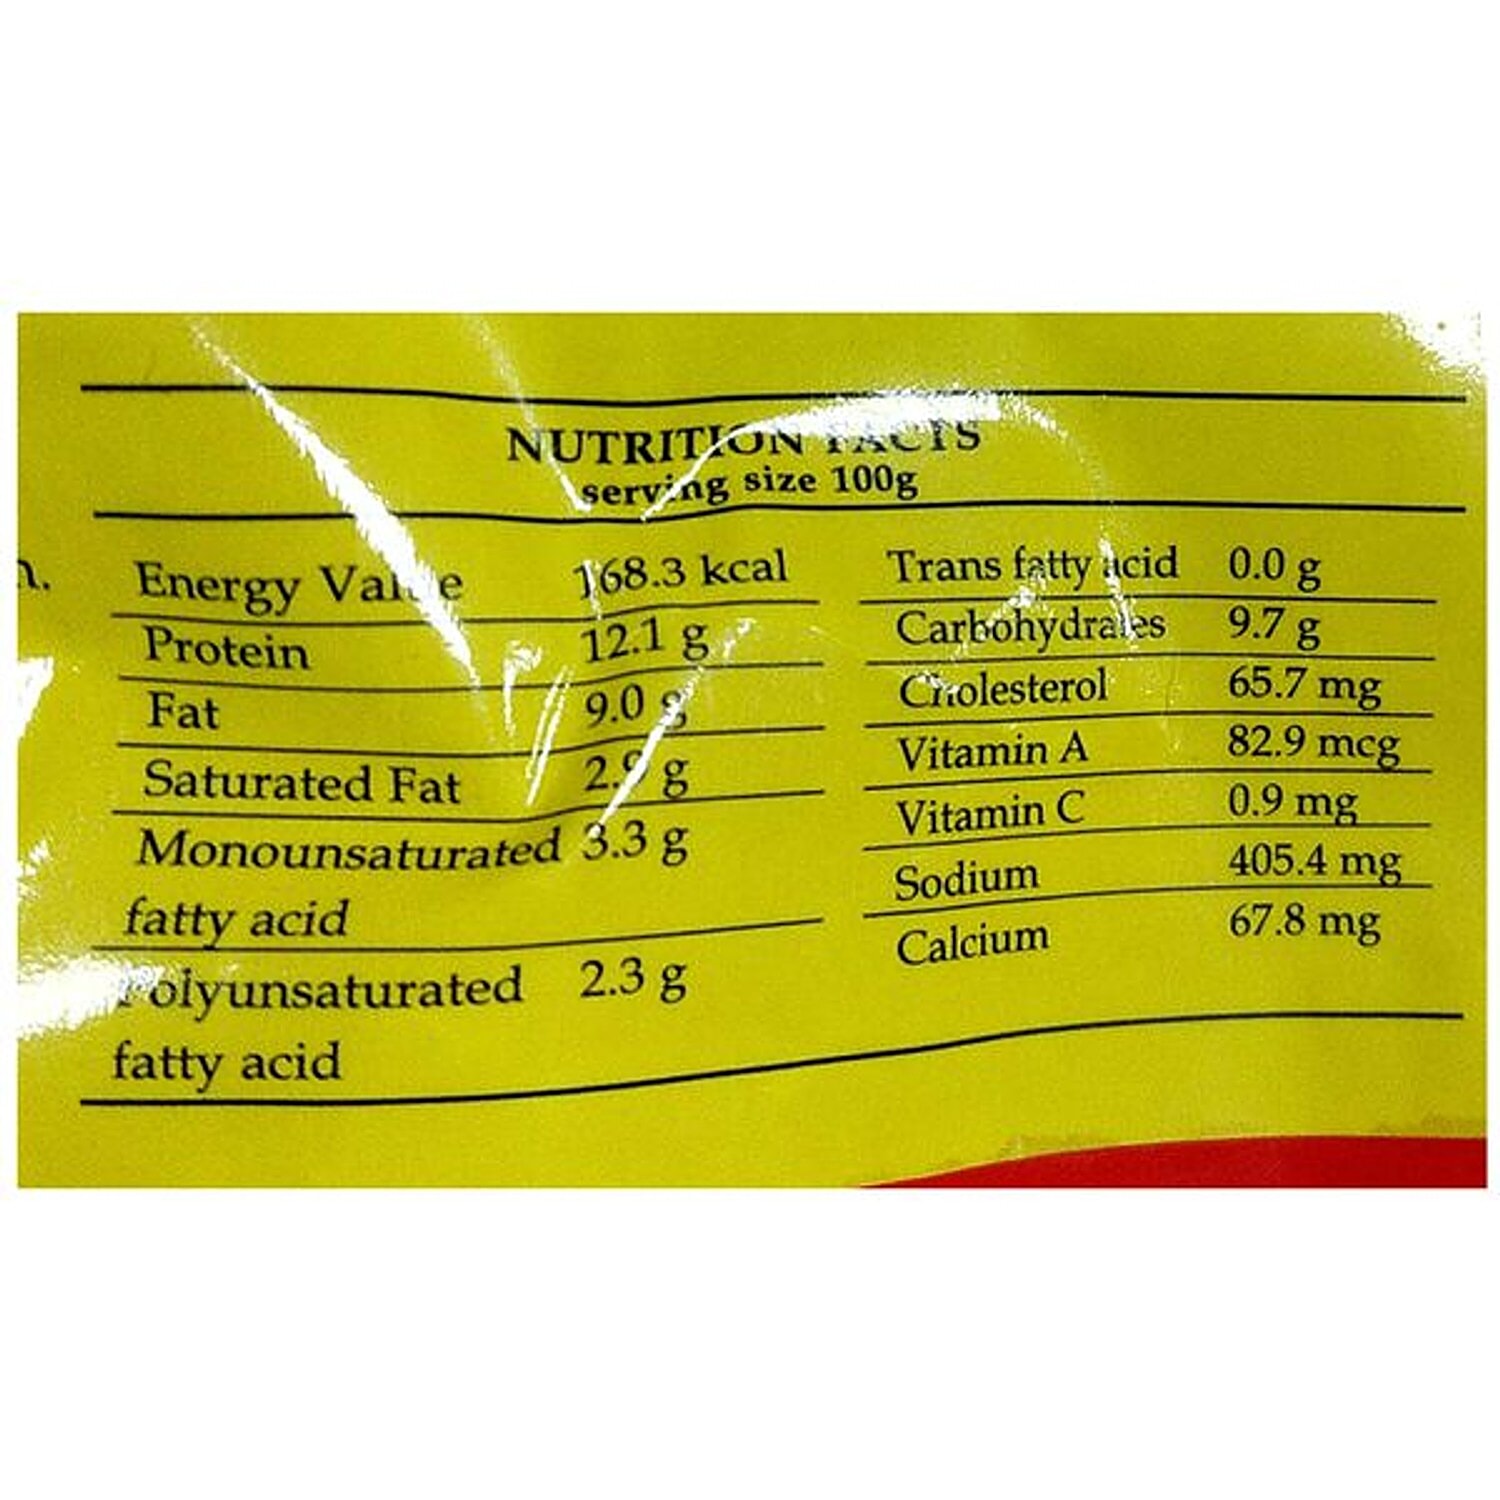 NUTRITION FACTS
serving size 100g
Energy Value 168.3 kcal
Protein 12.1 g
Fat 9.0 g
Saturated Fat 2.9 g
Monounsaturated 3.3 g
fatty acid
Polyunsaturated 2.3 g
fatty acid
Trans fatty acid 0.0 g
Carbohydrates 9.7 g
Cholesterol 65.7 mg
Vitamin A 82.9 mcg
Vitamin C 0.9 mg
Sodium 405.4 mg
Calcium 67.8 mg